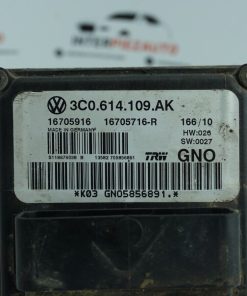 INTERPIEZAUTO
3C0.614.109.AK
16705916 16705716-R 166/10
MADE IN GERMANY
HW:026
SW:0027
TRW GNO
*K03 GNO5856891.*